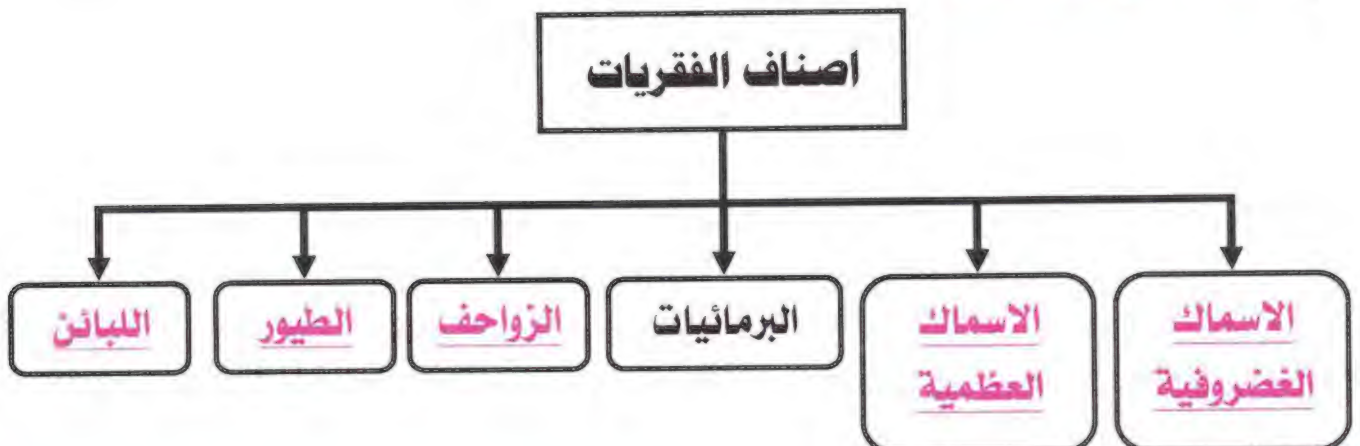 اصناف الفقريات
الاسماك
الغضروفية
الاسماك
العظمية
البرمائيات
الزواحف
الطيور
اللبائن